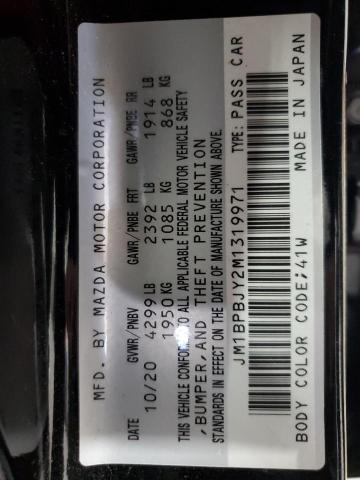 MFD. BY MAZDA MOTOR CORPORATION
DATE GVWR/PNBV GAWR/PNBE FRT GAWR/PNBE RR
10/20 4299 LB 2392 LB 1914 LB
1950 KG 1085 KG 868 KG
THIS VEHICLE CONFORMS TO ALL APPLICABLE FEDERAL MOTOR VEHICLE SAFETY
,BUMPER,AND THEFT PREVENTION
STANDARDS IN EFFECT ON THE DATE OF MANUFACTURE SHOWN ABOVE.
JM1BPBJY2M1319971 TYPE: PASS CAR
BODY COLOR CODE;41W MADE IN JAPAN